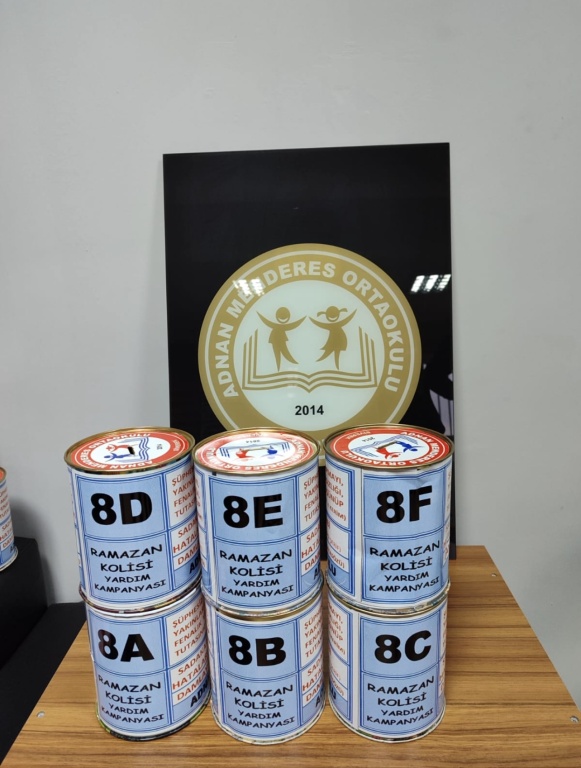 ADNAN MENDERES ORTAOKULU
2014
8D
RAMAZAN
KOLİSİ
YARDIM
KAMPANYASI
8E
RAMAZAN
KOLİSİ
YARDIM
KAMPANYASI
8F
RAMAZAN
KOLİSİ
YARDIM
KAMPANYASI
8A
RAMAZAN
KOLİSİ
YARDIM
KAMPANYASI
8B
RAMAZAN
KOLİSİ
YARDIM
KAMPANYASI
8C
RAMAZAN
KOLİSİ
YARDIM
KAMPANYASI